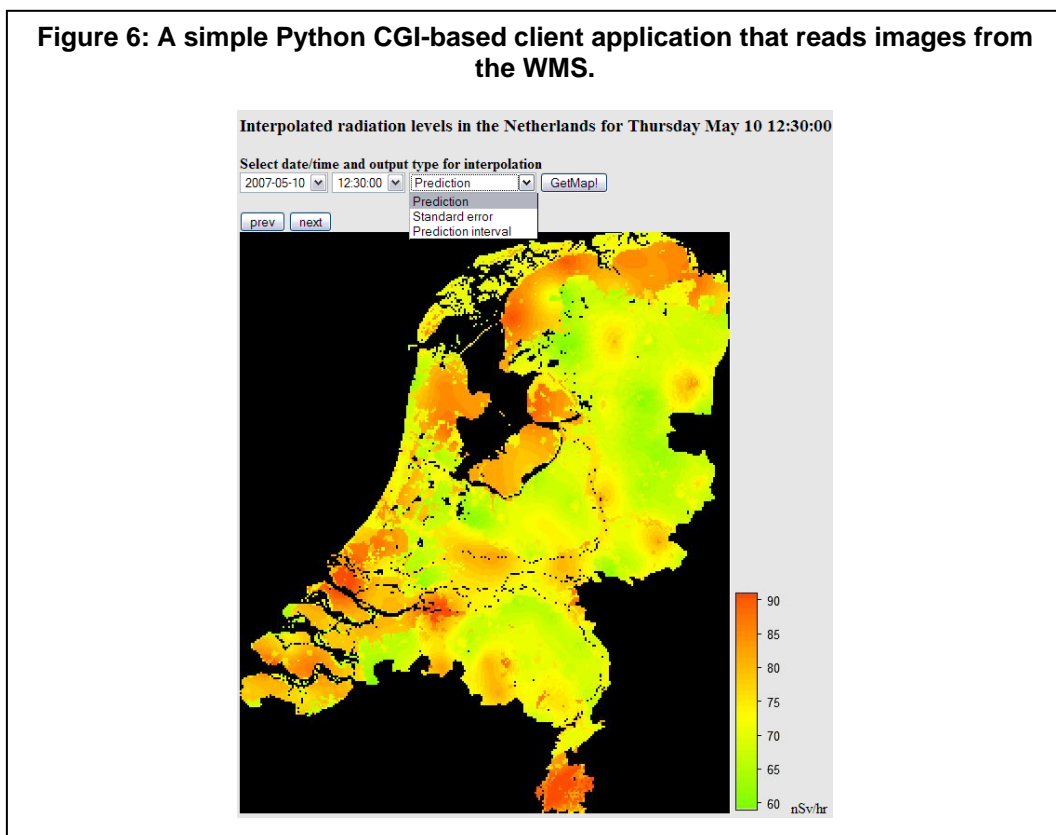 Figure 6: A simple Python CGI-based client application that reads images from
the WMS.
Interpolated radiation levels in the Netherlands for Thursday May 10 12:30:00
Select date/time and output type for interpolation
2007-05-10 12:30:00 Prediction GetMap!
Prediction
Standard error
Prediction interval
prev next
90
85
80
75
70
65
60 nSv/hr